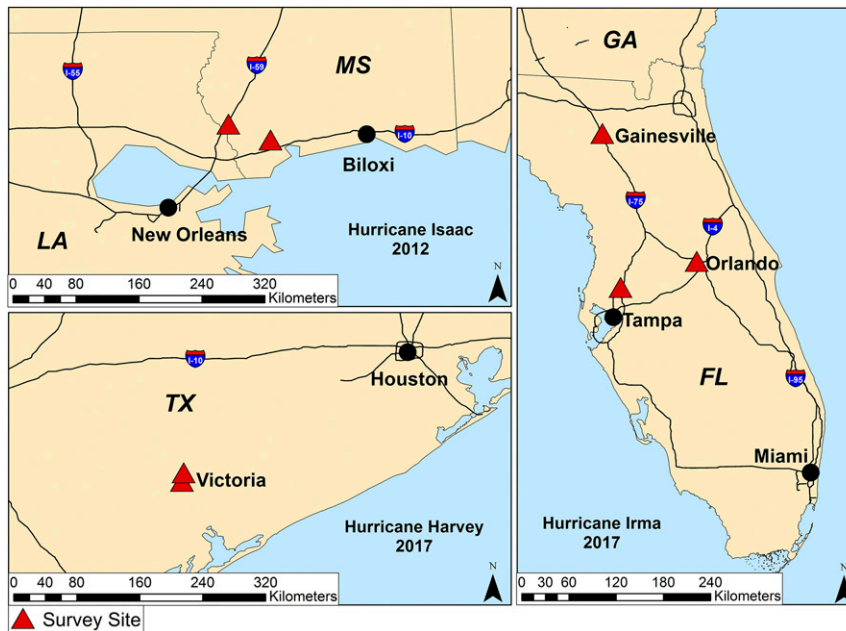 I-55
I-59
MS
I-10
Biloxi
New Orleans
LA
Hurricane Isaac
2012
0 40 80 160 240 320
Kilometers
N
I-10
Houston
TX
Victoria
Hurricane Harvey
2017
0 40 80 160 240 320
Kilometers
N
GA
Gainesville
I-75
I-4
Orlando
Tampa
FL
I-95
Miami
Hurricane Irma
2017
0 30 60 120 180 240
Kilometers
N
Survey Site